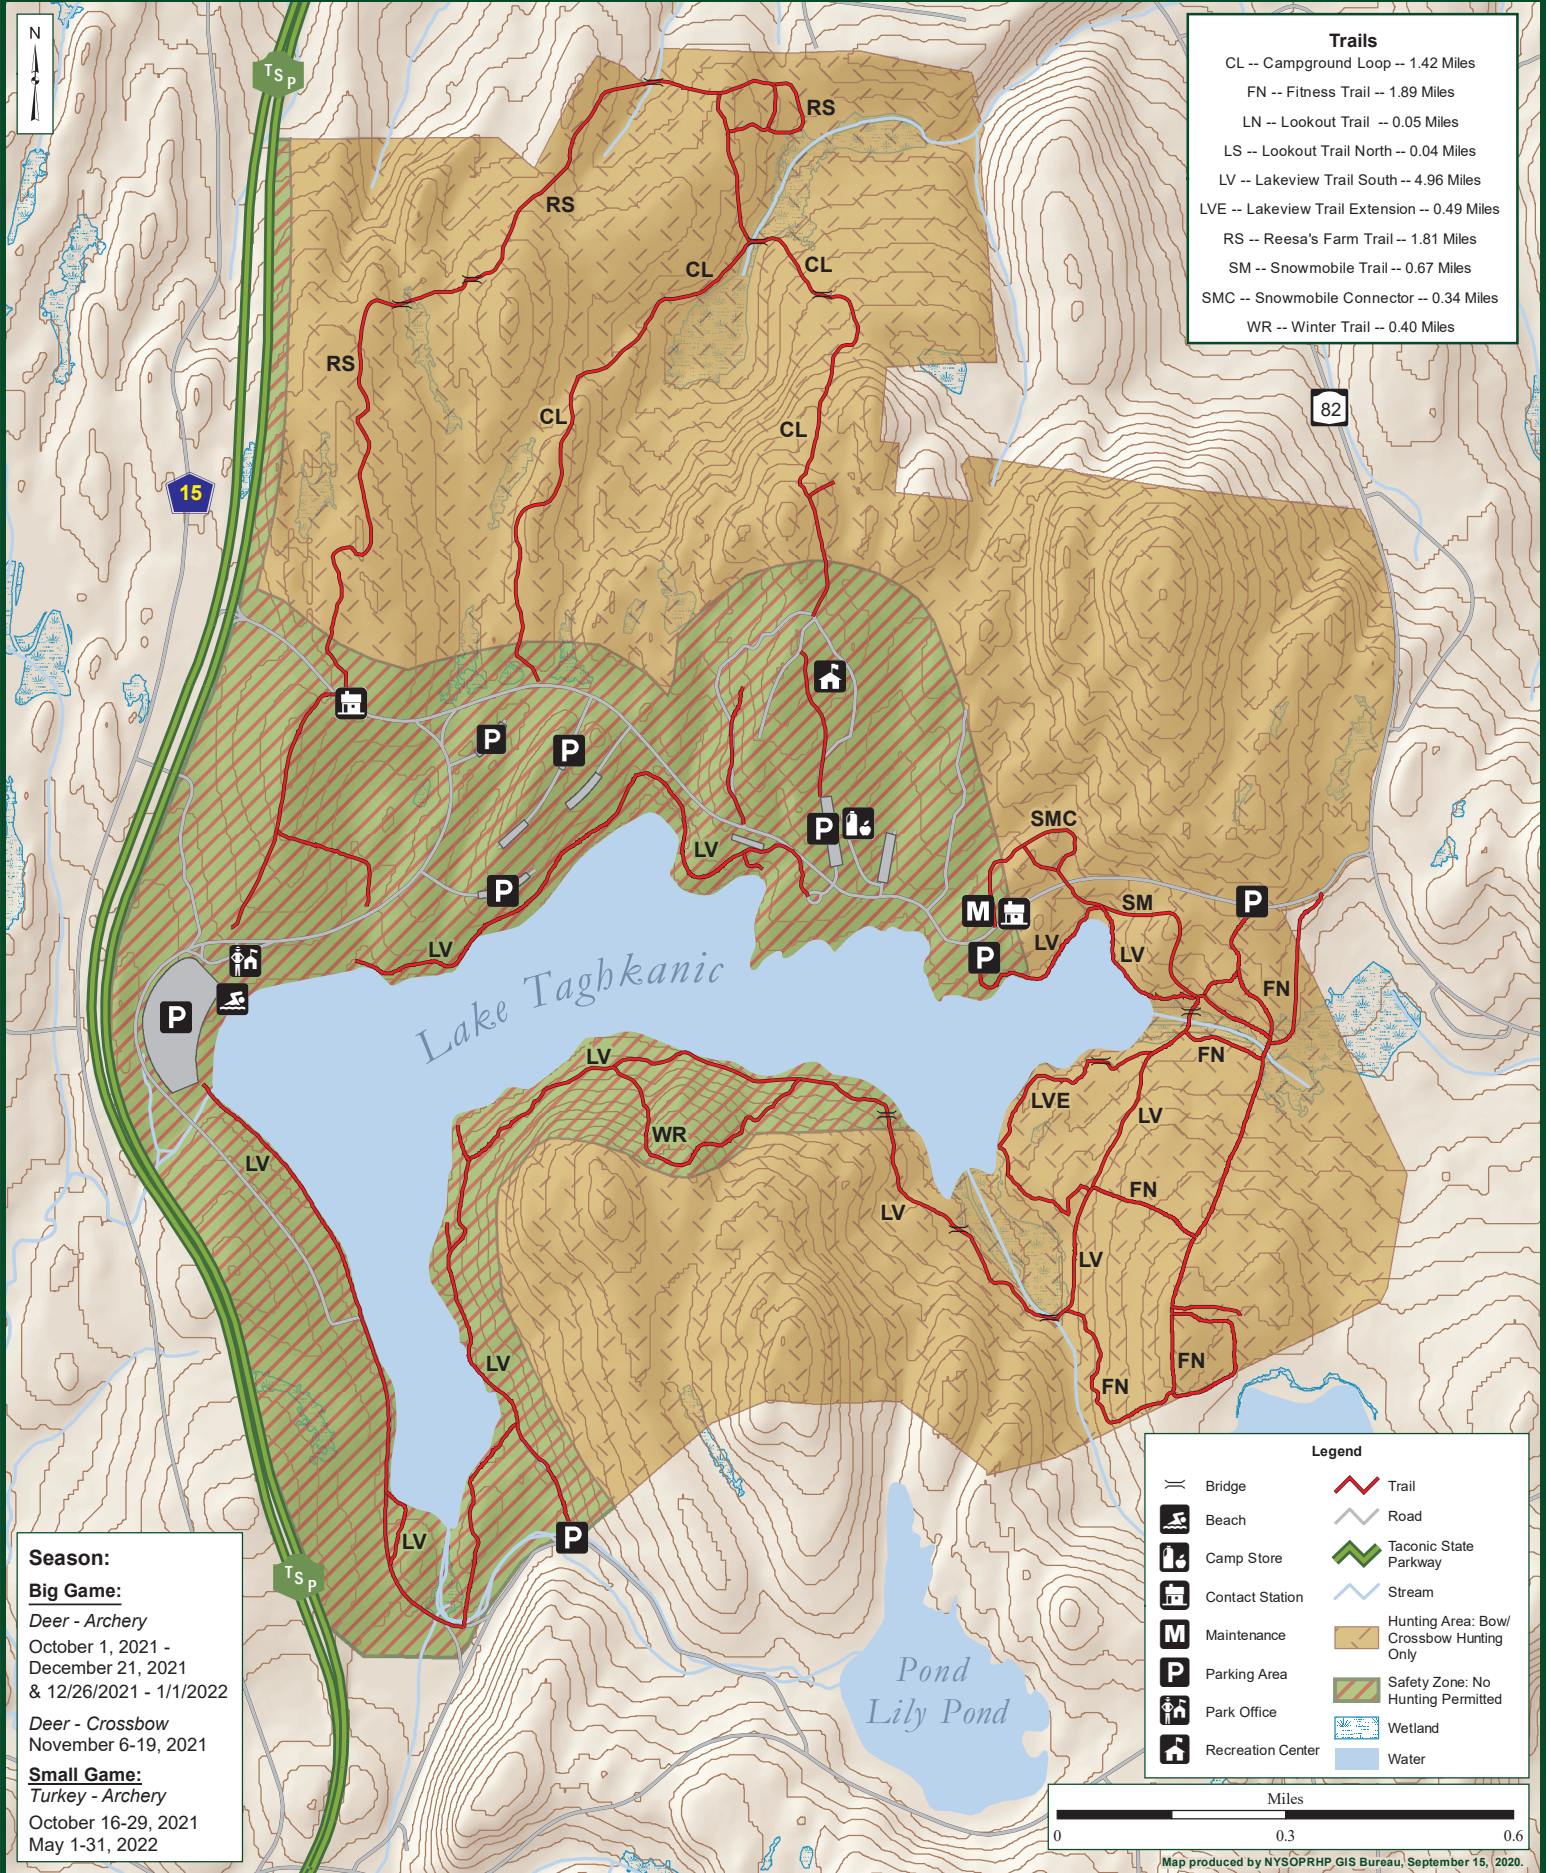 N
T S P
Trails
CL -- Campground Loop -- 1.42 Miles
FN -- Fitness Trail -- 1.89 Miles
LN -- Lookout Trail -- 0.05 Miles
LS -- Lookout Trail North -- 0.04 Miles
LV -- Lakeview Trail South -- 4.96 Miles
LVE -- Lakeview Trail Extension -- 0.49 Miles
RS -- Reesa's Farm Trail -- 1.81 Miles
SM -- Snowmobile Trail -- 0.67 Miles
SMC -- Snowmobile Connector -- 0.34 Miles
WR -- Winter Trail -- 0.40 Miles
RS
RS
CL
CL
RS
82
CL
CL
15
P
P
SMC
P
LV
P
SM
P
M
LV
LV
LV
P
Lake Taghkanic
FN
P
LV
FN
LVE
LV
WR
LV
FN
LV
LV
LV
FN
FN
LV
P
LV
T S P
Pond
Lily Pond
Season:
Big Game:
Deer - Archery
October 1, 2021 -
December 21, 2021
& 12/26/2021 - 1/1/2022
Deer - Crossbow
November 6-19, 2021
Small Game:
Turkey - Archery
October 16-29, 2021
May 1-31, 2022
Legend
Bridge
Beach
Camp Store
Contact Station
M
Maintenance
P
Parking Area
Park Office
Recreation Center
Trail
Road
Taconic State
Parkway
Stream
Hunting Area: Bow/
Crossbow Hunting
Only
Safety Zone: No
Hunting Permitted
Wetland
Water
Miles
0 0.3 0.6
Map produced by NYSOPRHP GIS Bureau, September 15, 2020.